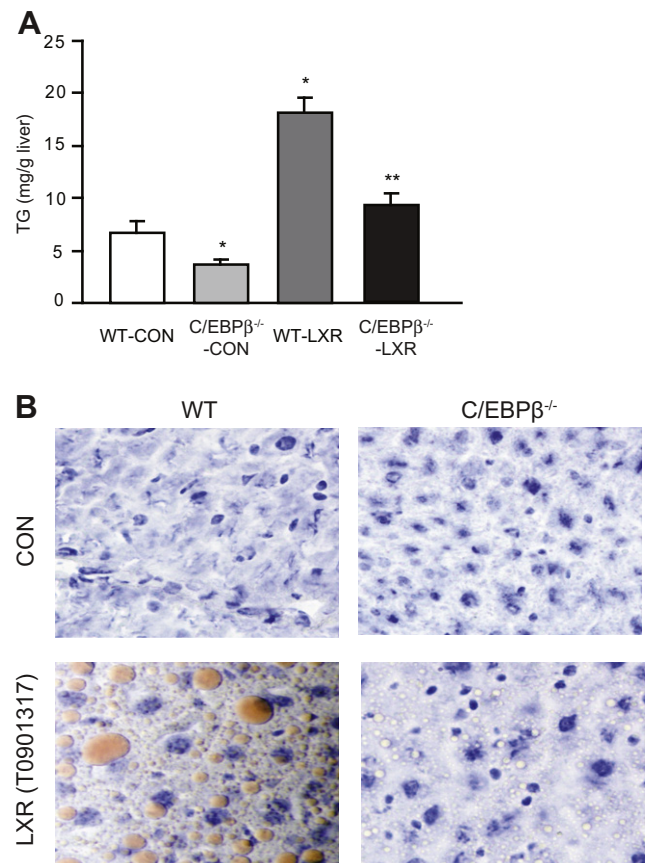 A
25
20
15
10
5
0
TG (mg/g liver)
*
*
**
WT-CON
C/EBPβ-/-
-CON
WT-LXR
C/EBPβ-/-
-LXR
B
WT
C/EBPβ-/-
CON
LXR (T0901317)